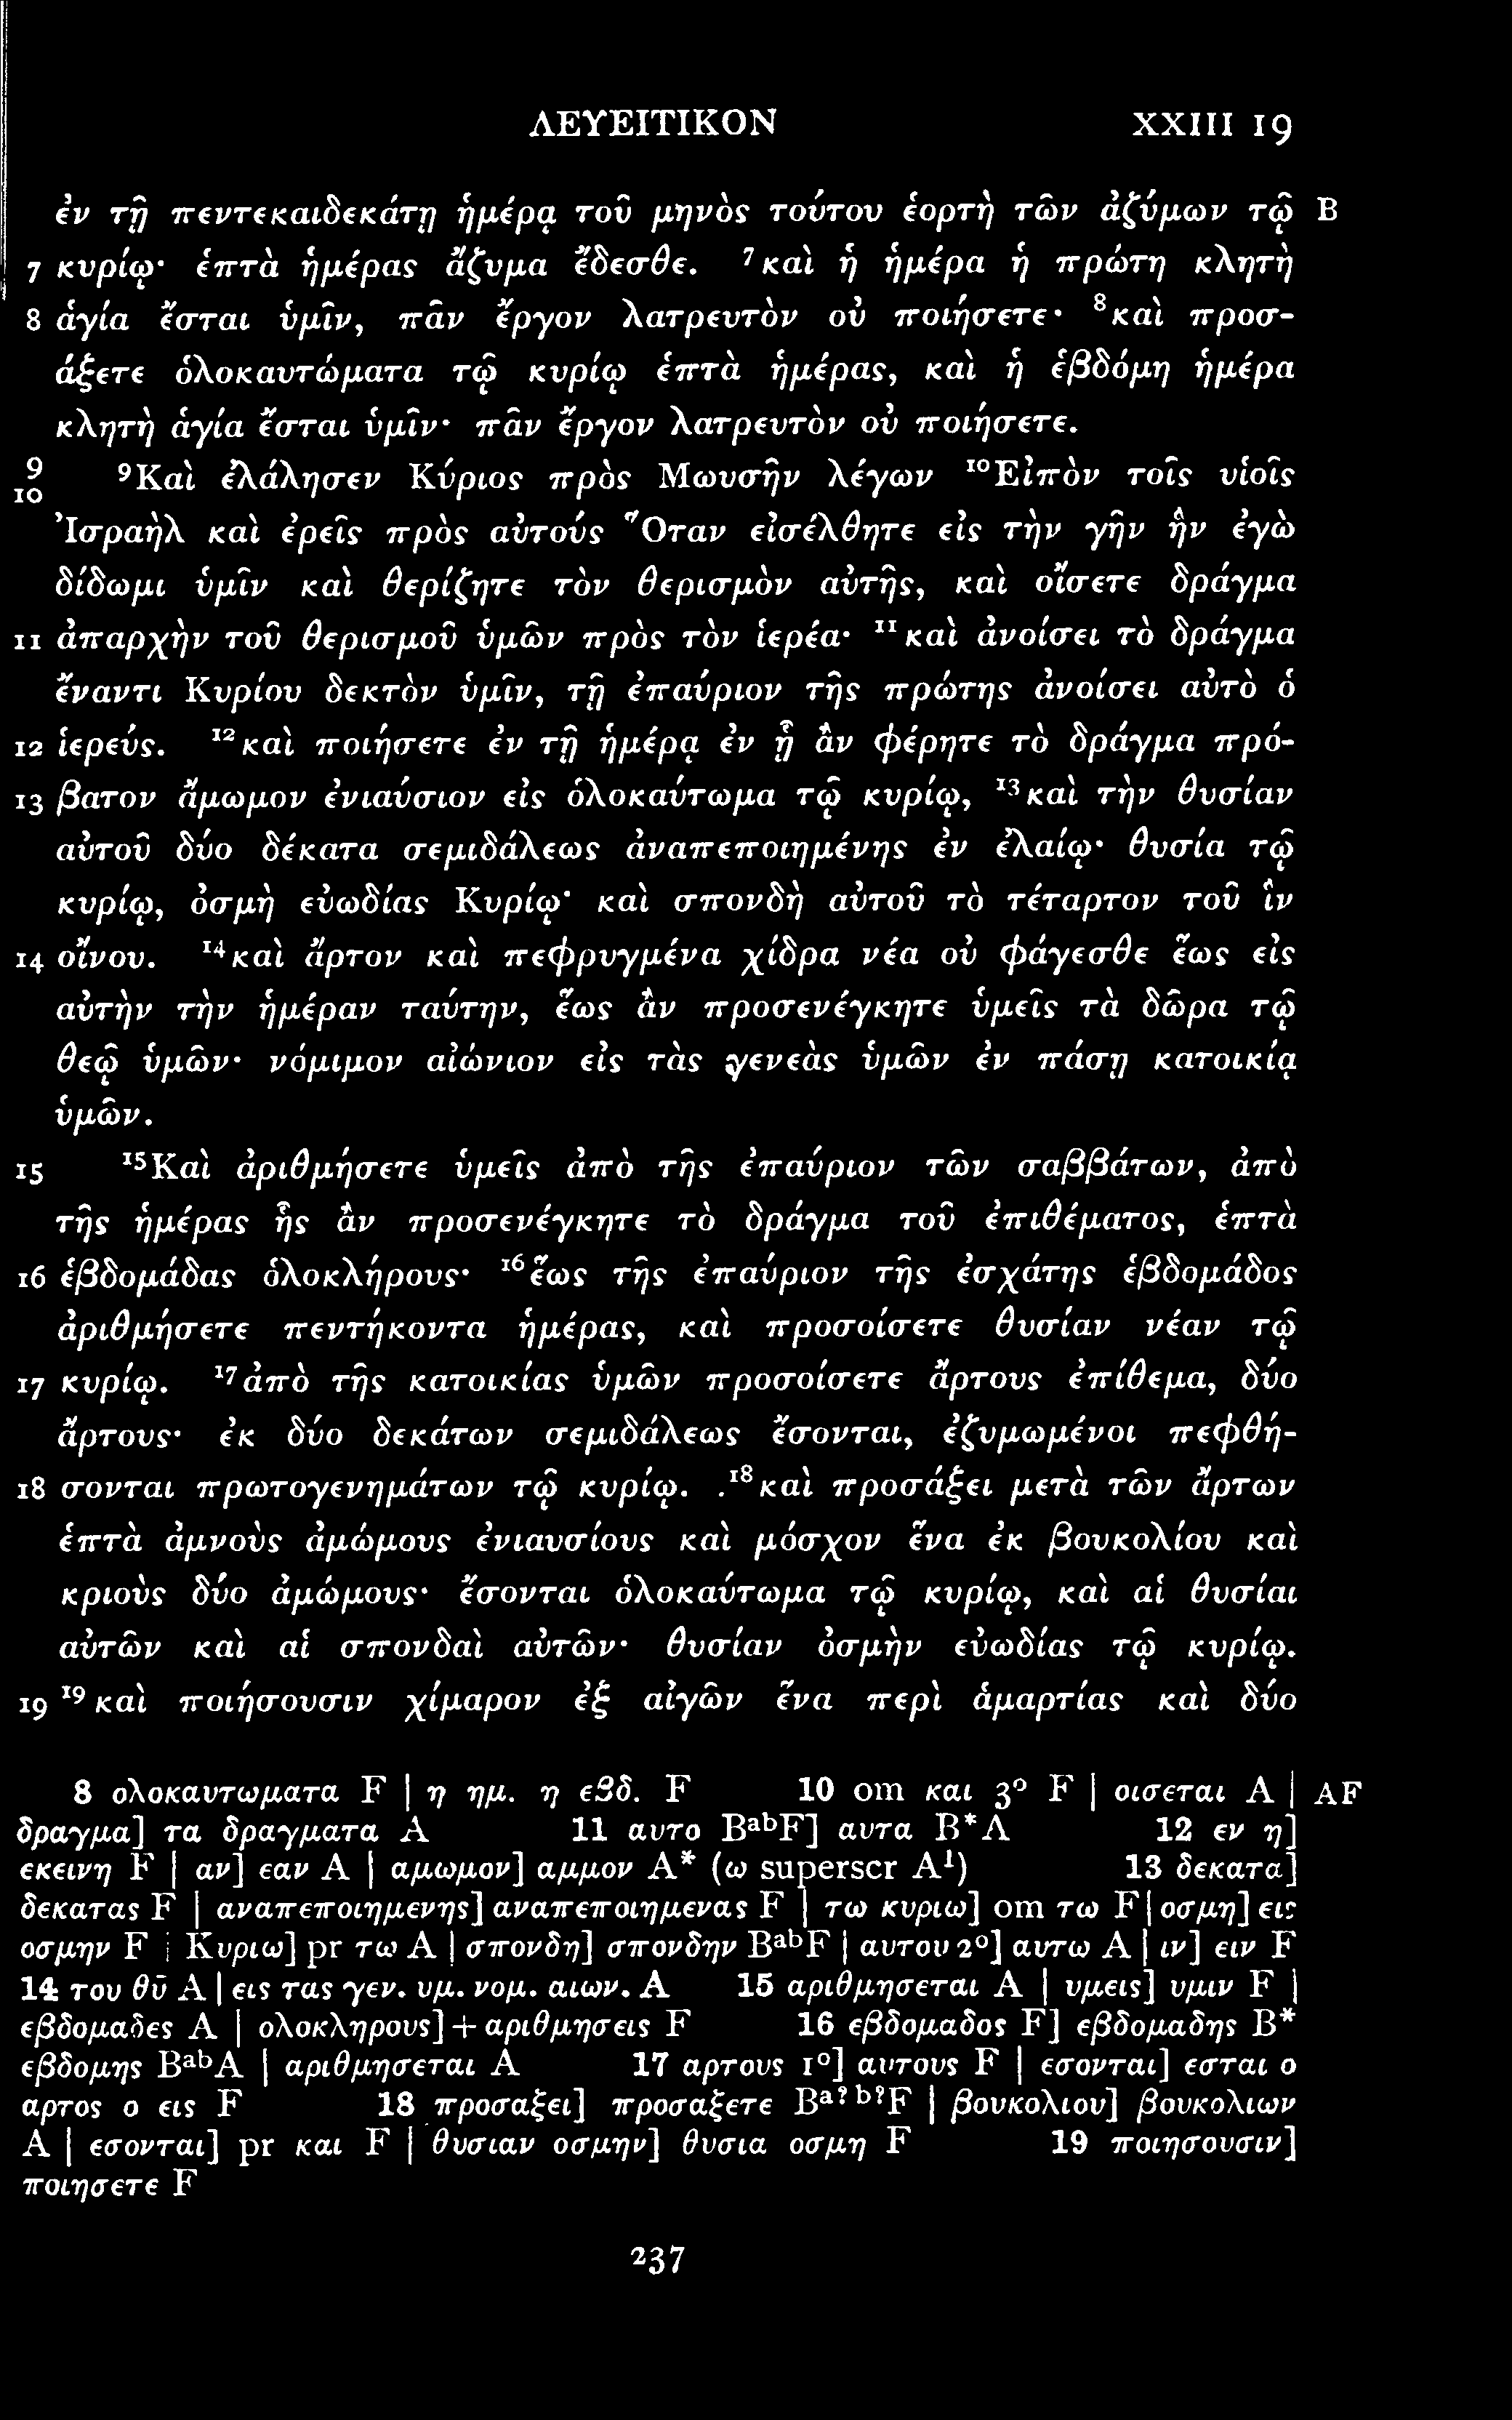 ΛΕΥΕΙΤΙΚΟΝ XXIII 19
ἐν τῇ πεντεκαιδεκάτῃ ἡμέρᾳ τοῦ μηνὸς τούτου ἑορτὴ τῶν ἀζύμων τῷ B
7 κυρίῳ· ἑπτὰ ἡμέρας ἄζυμα ἔδεσθε. ⁷καὶ ἡ ἡμέρα ἡ πρώτη κλητὴ
8 ἁγία ἔσται ὑμῖν, πᾶν ἔργον λατρευτὸν οὐ ποιήσετε· ⁸καὶ προσ-
άξετε ὁλοκαυτώματα τῷ κυρίῳ ἑπτὰ ἡμέρας, καὶ ἡ ἑβδόμη ἡμέρα
κλητὴ ἁγία ἔσται ὑμῖν· πᾶν ἔργον λατρευτὸν οὐ ποιήσετε.
9 ⁹Καὶ ἐλάλησεν Κύριος πρὸς Μωυσῆν λέγων ¹⁰Εἰπὸν τοῖς υἱοῖς
10
Ἰσραὴλ καὶ ἐρεῖς πρὸς αὐτούς Ὅταν εἰσέλθητε εἰς τὴν γῆν ἣν ἐγὼ
δίδωμι ὑμῖν καὶ θερίζητε τὸν θερισμὸν αὐτῆς, καὶ οἴσετε δράγμα
11 ἀπαρχὴν τοῦ θερισμοῦ ὑμῶν πρὸς τὸν ἱερέα· ¹¹καὶ ἀνοίσει τὸ δράγμα
ἔναντι Κυρίου δεκτὸν ὑμῖν, τῇ ἐπαύριον τῆς πρώτης ἀνοίσει αὐτὸ ὁ
12 ἱερεύς. ¹²καὶ ποιήσετε ἐν τῇ ἡμέρᾳ ἐν ᾗ ἂν φέρητε τὸ δράγμα πρό-
13 βατον ἄμωμον ἐνιαύσιον εἰς ὁλοκαύτωμα τῷ κυρίῳ, ¹³καὶ τὴν θυσίαν
αὐτοῦ δύο δέκατα σεμιδάλεως ἀναπεποιημένης ἐν ἐλαίῳ· θυσία τῷ
κυρίῳ, ὀσμὴ εὐωδίας Κυρίῳ· καὶ σπονδὴ αὐτοῦ τὸ τέταρτον τοῦ ἳν
14 οἴνου. ¹⁴καὶ ἄρτον καὶ πεφρυγμένα χίδρα νέα οὐ φάγεσθε ἕως εἰς
αὐτὴν τὴν ἡμέραν ταύτην, ἕως ἂν προσενέγκητε ὑμεῖς τὰ δῶρα τῷ
θεῷ ὑμῶν· νόμιμον αἰώνιον εἰς τὰς γενεὰς ὑμῶν ἐν πάσῃ κατοικίᾳ
ὑμῶν.
15 ¹⁵Καὶ ἀριθμήσετε ὑμεῖς ἀπὸ τῆς ἐπαύριον τῶν σαββάτων, ἀπὸ
τῆς ἡμέρας ἧς ἂν προσενέγκητε τὸ δράγμα τοῦ ἐπιθέματος, ἑπτὰ
16 ἑβδομάδας ὁλοκλήρους· ¹⁶ἕως τῆς ἐπαύριον τῆς ἐσχάτης ἑβδομάδος
ἀριθμήσετε πεντήκοντα ἡμέρας, καὶ προσοίσετε θυσίαν νέαν τῷ
17 κυρίῳ. ¹⁷ἀπὸ τῆς κατοικίας ὑμῶν προσοίσετε ἄρτους ἐπίθεμα, δύο
ἄρτους· ἐκ δύο δεκάτων σεμιδάλεως ἔσονται, ἐζυμωμένοι πεφθή-
18 σονται πρωτογενημάτων τῷ κυρίῳ. ¹⁸καὶ προσάξει μετὰ τῶν ἄρτων
ἑπτὰ ἀμνοὺς ἀμώμους ἐνιαυσίους καὶ μόσχον ἕνα ἐκ βουκολίου καὶ
κριοὺς δύο ἀμώμους· ἔσονται ὁλοκαύτωμα τῷ κυρίῳ, καὶ αἱ θυσίαι
αὐτῶν καὶ αἱ σπονδαὶ αὐτῶν· θυσίαν ὀσμὴν εὐωδίας τῷ κυρίῳ.
19 ¹⁹καὶ ποιήσουσιν χίμαρον ἐξ αἰγῶν ἕνα περὶ ἁμαρτίας καὶ δύο
8 ολοκαυτωματα F | η ημ. η εβδ. F 10 om και 3° F | οισεται A | AF
δραγμα] τα δραγματα A 11 αυτο BᵃᵇF] αυτα B*A 12 εν η]
εκεινη F | αν] εαν A | αμωμον] αμμον A* (ω superscr A¹) 13 δεκατα]
δεκατας F | αναπεποιημενης] αναπεποιημενας F | τω κυριω] om τω F | οσμη] εις
οσμην F | Κυριω] pr τω A | σπονδη] σπονδην BᵃᵇF | αυτου 2°] αυτω A | ιν] ειν F
14 του θ̅υ̅ A | εις τας γεν. υμ. νομ. αιων. A 15 αριθμησεται A | υμεις] υμιν F |
εβδομαδες A | ολοκληρους] + αριθμησεις F 16 εβδομαδος F] εβδομαδης B*
εβδομης BᵃᵇA | αριθμησεται A 17 αρτους 1°] αυτους F | εσονται] εσται ο
αρτος ο εις F 18 προσαξει] προσαξετε Bᵃ?ᵇ?F | βουκολιου] βουκολιων
A | εσονται] pr και F | θυσιαν οσμην] θυσια οσμη F 19 ποιησουσιν]
ποιησετε F
237